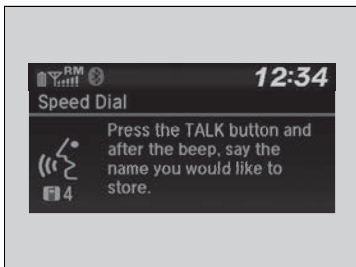 RM 12:34
Speed Dial
Press the TALK button and
after the beep, say the
name you would like to
store.
4